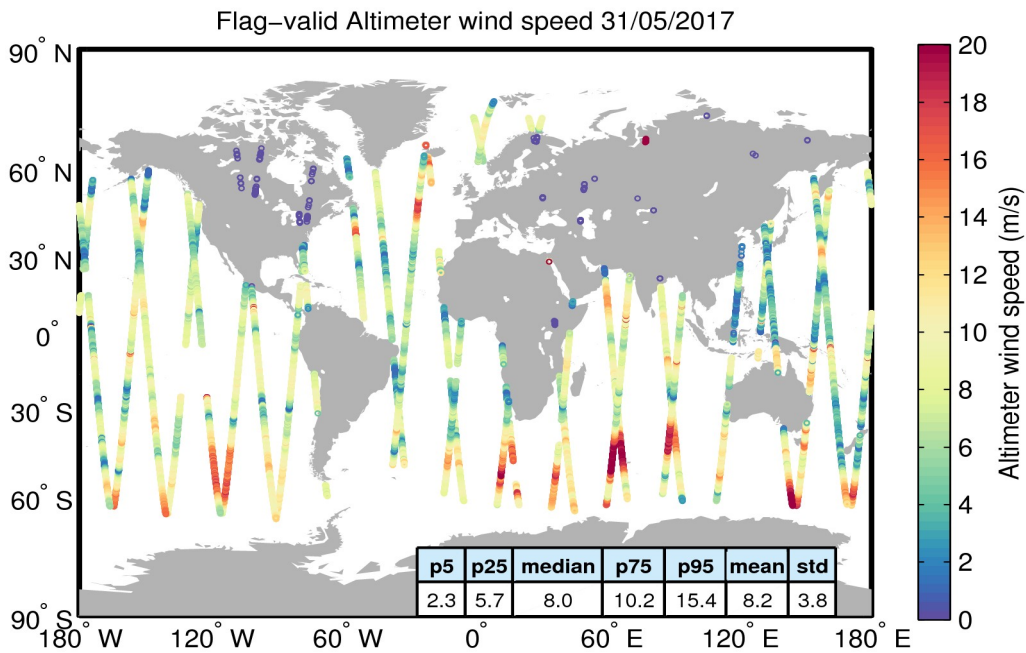 Flag−valid Altimeter wind speed 31/05/2017
90° N
60° N
30° N
0°
30° S
60° S
90° S
180° W
120° W
60° W
0°
60° E
120° E
180° E
p5 p25 median p75 p95 mean std
2.3 5.7 8.0 10.2 15.4 8.2 3.8
20
18
16
14
12
10
8
6
4
2
0
Altimeter wind speed (m/s)